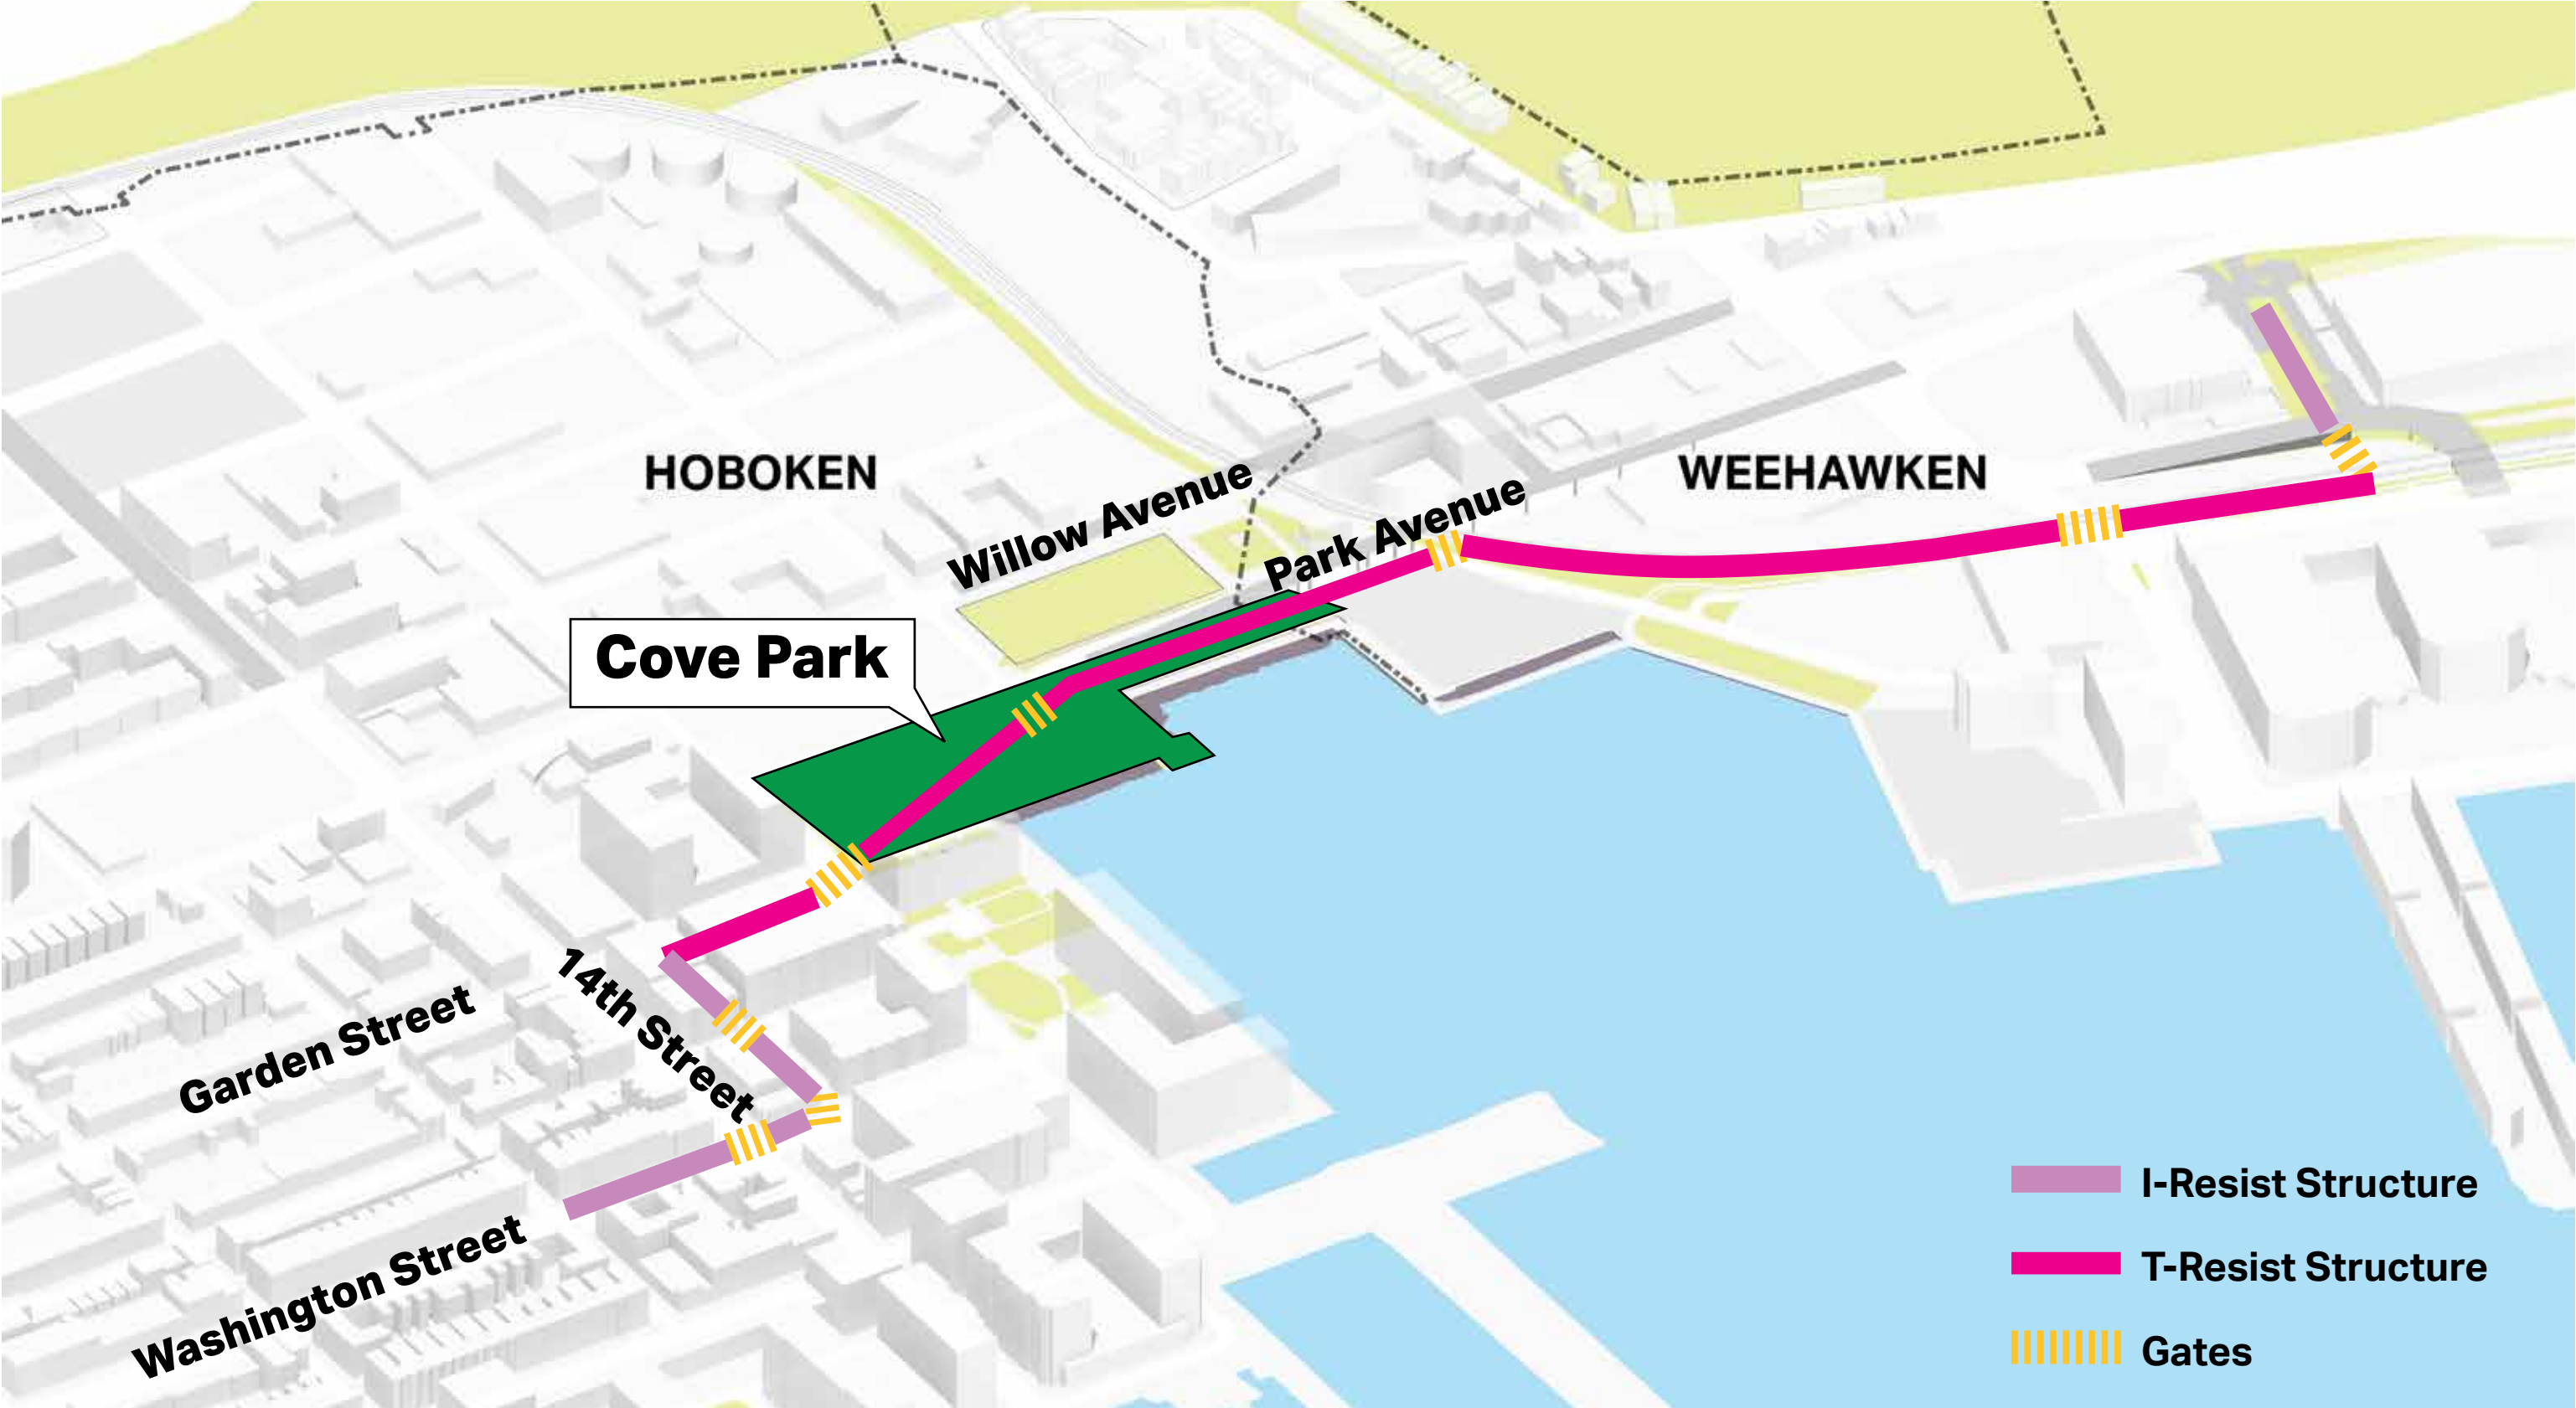 HOBOKEN
WEEHAWKEN
Willow Avenue
Park Avenue
Cove Park
14th Street
Garden Street
Washington Street
I-Resist Structure
T-Resist Structure
Gates